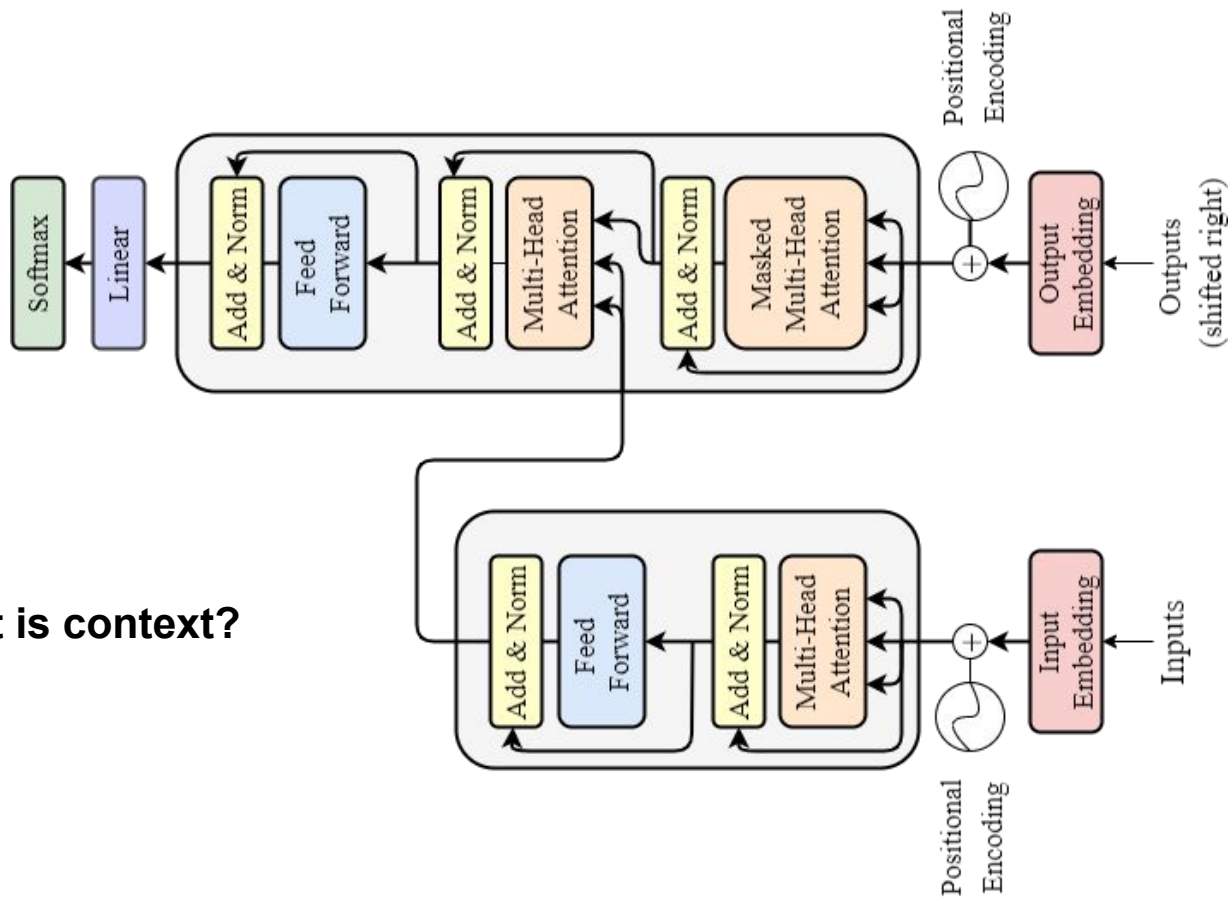 t is context?
Softmax
Linear
Add & Norm
Feed
Forward
Add & Norm
Multi-Head
Attention
Add & Norm
Masked
Multi-Head
Attention
Positional
Encoding
+
Output
Embedding
Outputs
(shifted right)
Add & Norm
Feed
Forward
Add & Norm
Multi-Head
Attention
Positional
Encoding
+
Input
Embedding
Inputs